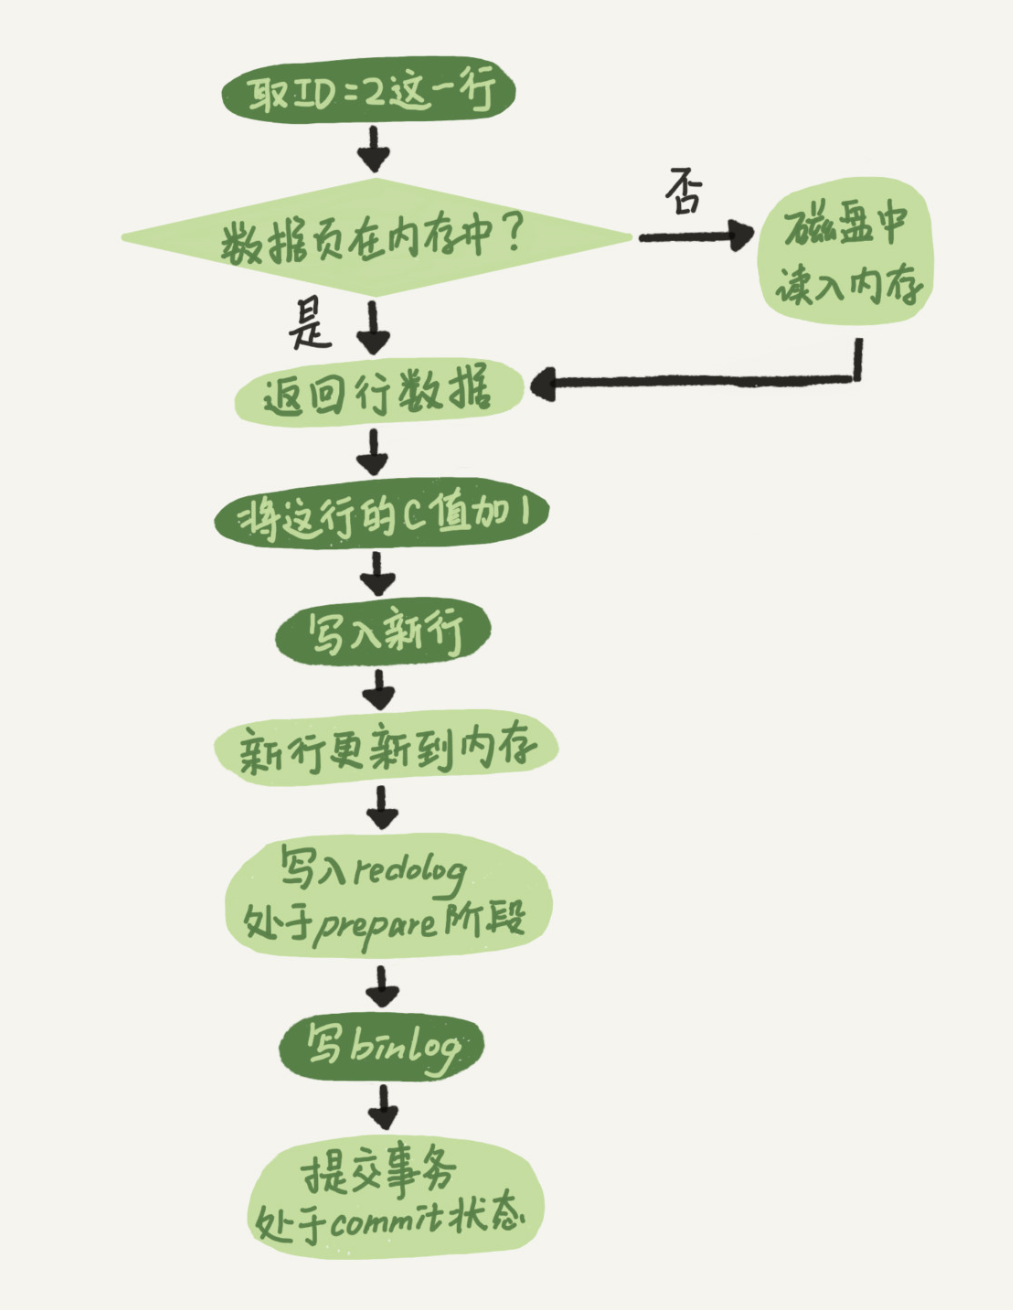 取ID=2这一行
数据页在内存中？
否
磁盘中
读入内存
是
返回行数据
将这行的C值加1
写入新行
新行更新到内存
写入redolog
处于prepare阶段
写binlog
提交事务
处于commit状态